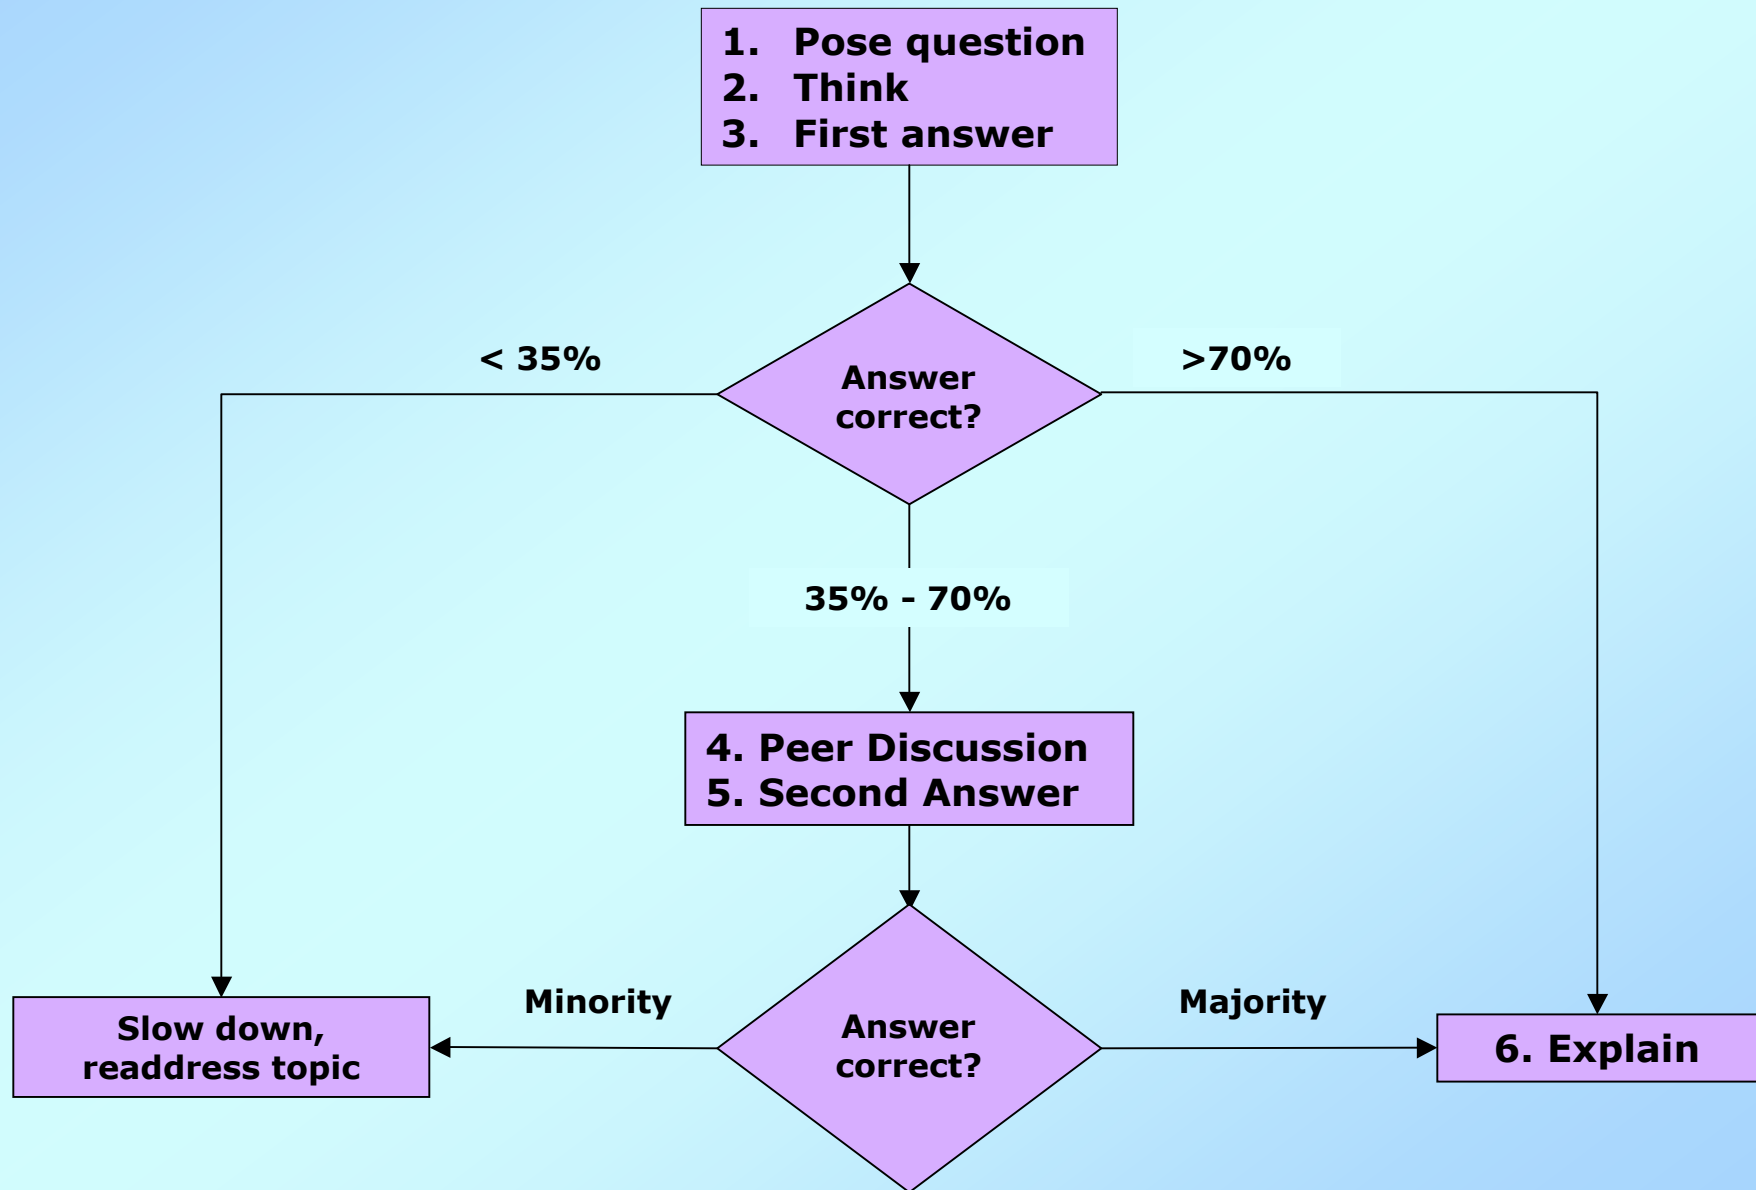 1. Pose question
2. Think
3. First answer
< 35%
>70%
Answer
correct?
35% - 70%
4. Peer Discussion
5. Second Answer
Minority
Majority
Slow down,
readdress topic
Answer
correct?
6. Explain